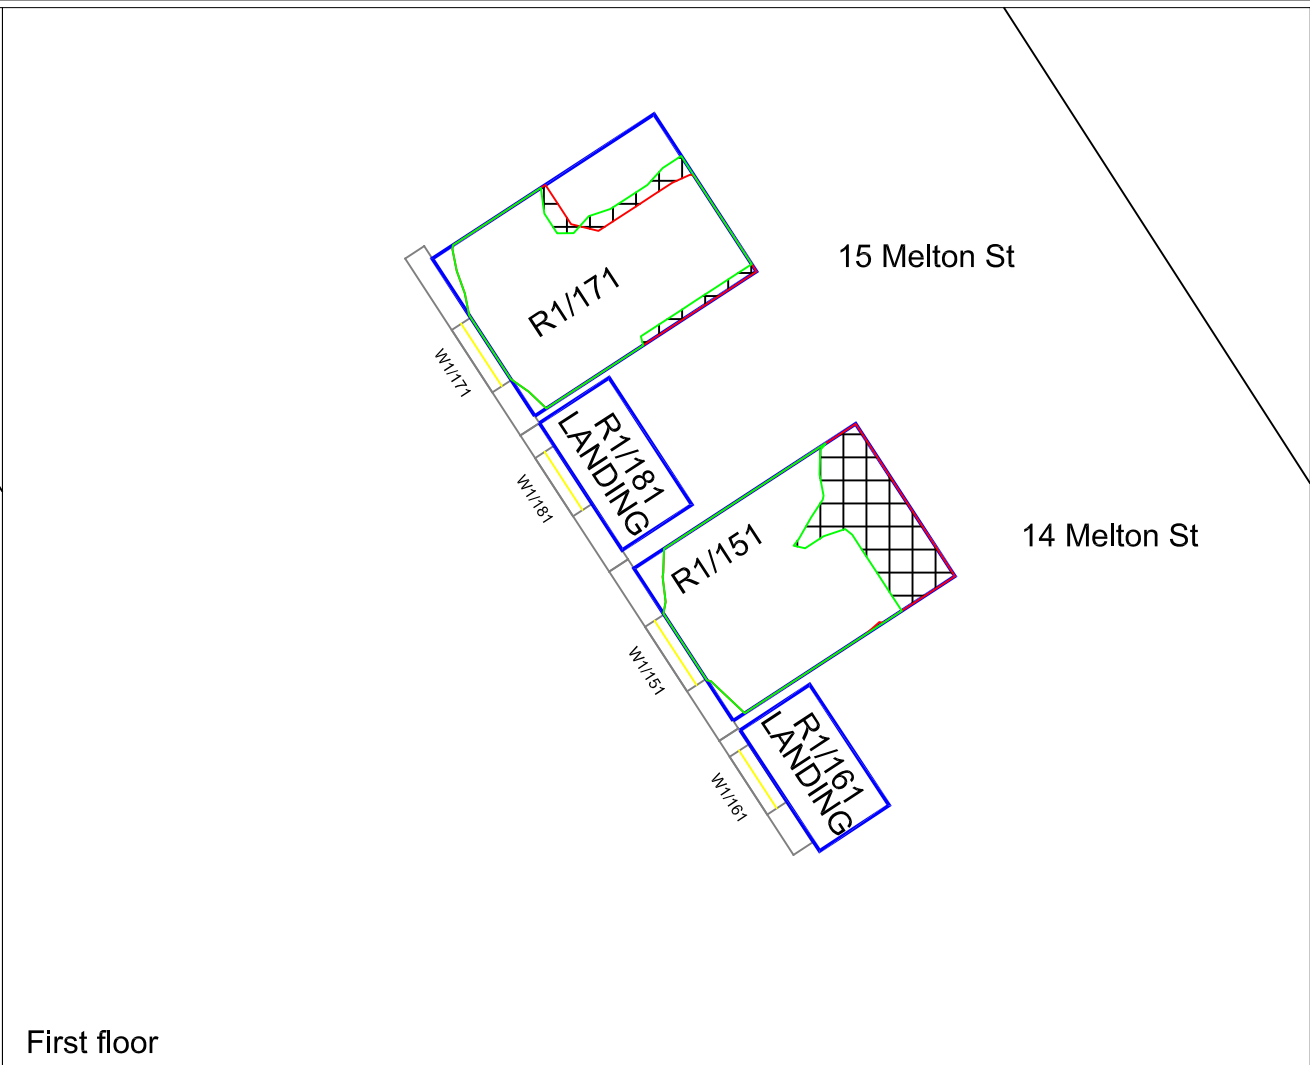 15 Melton St
R1/171
W1/171
R1/181
LANDING
W1/181
14 Melton St
R1/151
W1/151
R1/161
LANDING
W1/161
First floor